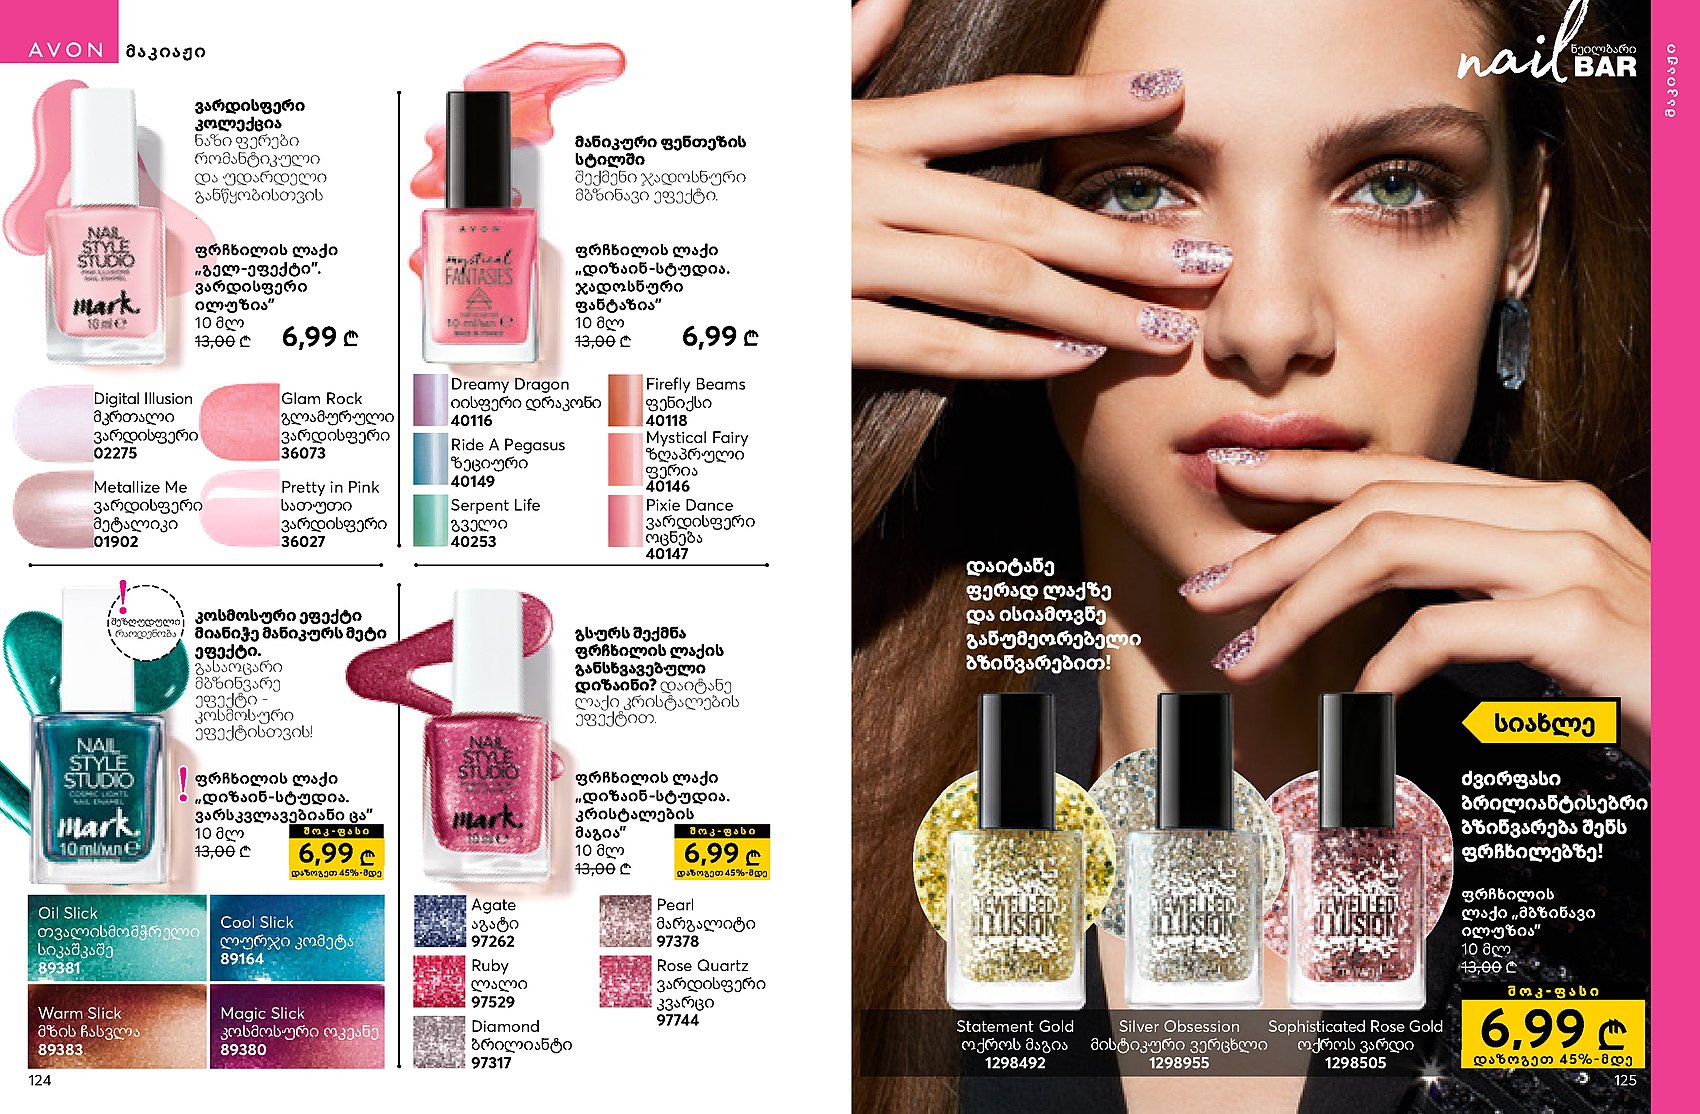 AVON მაკიაჟი
ვარდისფერი
კოლექცია
ნაზი ფერები
რომანტიკული
და უდარდელი
განწყობისთვის
NAIL
STYLE
STUDIO
NAIL ENAMEL
mark.
10 ml e
ფრჩხილის ლაქი
„გელ-ეფექტი“.
ვარდისფერი
ილუზია“
10 მლ
13,00 ₾
6,99 ₾
Digital Illusion
მკრთალი
ვარდისფერი
02275
Glam Rock
გლამურული
ვარდისფერი
36073
Metallize Me
ვარდისფერი
მეტალიკი
01902
Pretty in Pink
სათუთი
ვარდისფერი
36027
მანიკური ფენთეზის
სტილში
შექმენი ჯადოსნური
მბზინავი ეფექტი.
AVON
mystical
FANTASIES
ფრჩხილის ლაქი
„დიზაინ-სტუდია.
ჯადოსნური
ფანტაზია“
10 მლ
13,00 ₾
6,99 ₾
Dreamy Dragon
იისფერი დრაკონი
40116
Ride A Pegasus
ზეციური
40149
Serpent Life
გველი
40253
Firefly Beams
ფენიქსი
40118
Mystical Fairy
ზღაპრული
ფერია
40146
Pixie Dance
ვარდისფერი
ოცნება
40147
! შეზღუდული
რაოდენობა
კოსმოსური ეფექტი
მიანიჭე მანიკურს მეტი
ეფექტი.
გასაოცარი
მბზინვარე
ეფექტი -
კოსმოსური
ეფექტისთვის!
NAIL
STYLE
STUDIO
COSMIC LIGHTS
NAIL ENAMEL
mark.
10 ml/мл e
! ფრჩხილის ლაქი
„დიზაინ-სტუდია.
ვარსკვლავებიანი ცა“
10 მლ
13,00 ₾
შოკ-ფასი
6,99 ₾
დაზოგეთ 45%-მდე
Oil Slick
თვალისმომჭრელი
სიკაშკაშე
89381
Cool Slick
ლურჯი კომეტა
89164
Warm Slick
მზის ჩასვლა
89383
Magic Slick
კოსმოსური ოკეანე
89380
გსურს შექმნა
ფრჩხილის ლაქის
განსხვავებული
დიზაინი? დაიტანე
ლაქი კრისტალების
ეფექტით.
NAIL
STYLE
STUDIO
mark.
10 ml/мл e
ფრჩხილის ლაქი
„დიზაინ-სტუდია.
კრისტალების
მაგია“
10 მლ
13,00 ₾
შოკ-ფასი
6,99 ₾
დაზოგეთ 45%-მდე
Agate
აგატი
97262
Ruby
ლალი
97529
Diamond
ბრილიანტი
97317
Pearl
მარგალიტი
97378
Rose Quartz
ვარდისფერი
კვარცი
97744
124
nail ნეილბარი
BAR
მაკიაჟი
დაიტანე
ფერად ლაქზე
და ისიამოვნე
განუმეორებელი
ბზინვარებით!
სიახლე
ძვირფასი
ბრილიანტისებრი
ბზინვარება შენს
ფრჩხილებზე!
ფრჩხილის
ლაქი „მბზინავი
ილუზია“
10 მლ
13,00 ₾
შოკ-ფასი
6,99 ₾
დაზოგეთ 45%-მდე
JEWELLED
ILLUSION
JEWELLED
ILLUSION
JEWELLED
ILLUSION
Statement Gold
ოქროს მაგია
1298492
Silver Obsession
მისტიკური ვერცხლი
1298955
Sophisticated Rose Gold
ოქროს ვარდი
1298505
125